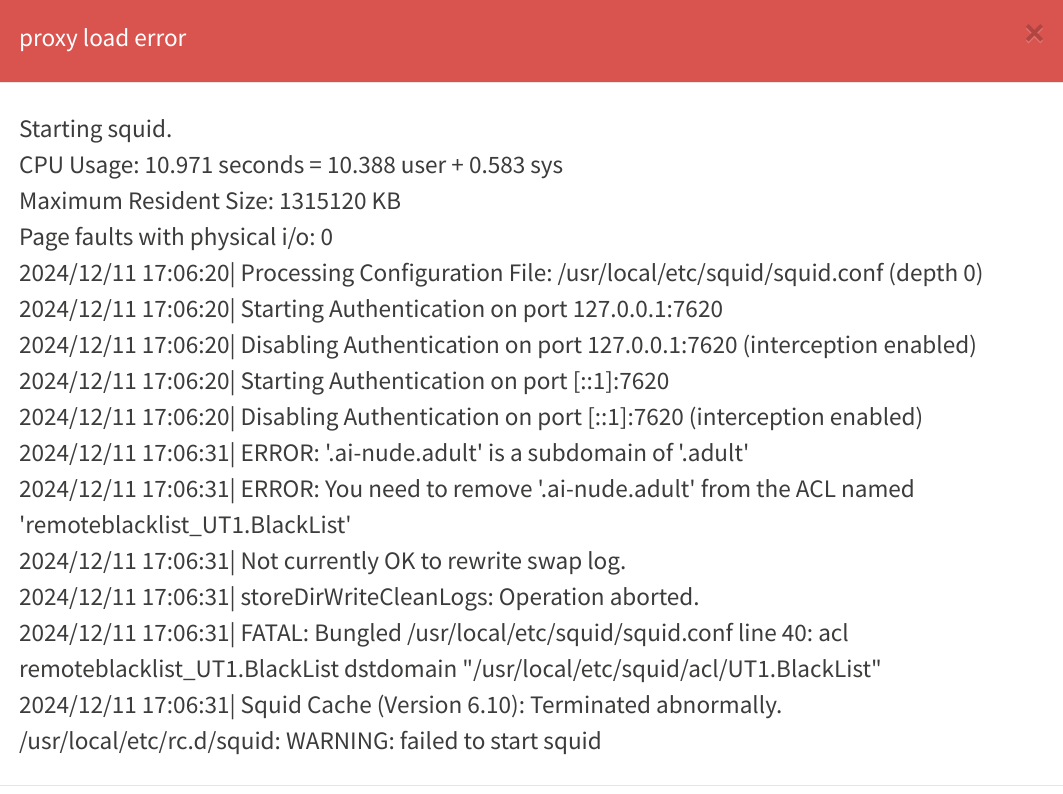 proxy load error
×
Starting squid.
CPU Usage: 10.971 seconds = 10.388 user + 0.583 sys
Maximum Resident Size: 1315120 KB
Page faults with physical i/o: 0
2024/12/11 17:06:20| Processing Configuration File: /usr/local/etc/squid/squid.conf (depth 0)
2024/12/11 17:06:20| Starting Authentication on port 127.0.0.1:7620
2024/12/11 17:06:20| Disabling Authentication on port 127.0.0.1:7620 (interception enabled)
2024/12/11 17:06:20| Starting Authentication on port [::1]:7620
2024/12/11 17:06:20| Disabling Authentication on port [::1]:7620 (interception enabled)
2024/12/11 17:06:31| ERROR: '.ai-nude.adult' is a subdomain of '.adult'
2024/12/11 17:06:31| ERROR: You need to remove '.ai-nude.adult' from the ACL named
'remoteblacklist_UT1.BlackList'
2024/12/11 17:06:31| Not currently OK to rewrite swap log.
2024/12/11 17:06:31| storeDirWriteCleanLogs: Operation aborted.
2024/12/11 17:06:31| FATAL: Bungled /usr/local/etc/squid/squid.conf line 40: acl
remoteblacklist_UT1.BlackList dstdomain "/usr/local/etc/squid/acl/UT1.BlackList"
2024/12/11 17:06:31| Squid Cache (Version 6.10): Terminated abnormally.
/usr/local/etc/rc.d/squid: WARNING: failed to start squid